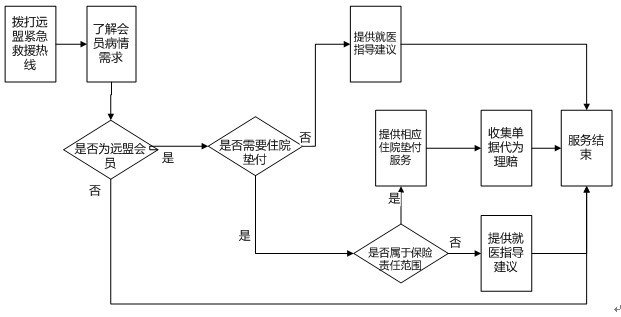 拨打远
盟紧急
救援热
线
了解会
员病情
需求
提供就医
指导建议
是否为远盟会
员
是
否
是否需要住院
垫付
否
是
提供相应
住院垫付
服务
收集单
据代为
理赔
服务结
束
是
是否属于保险
责任范围
否
提供就
医指导
建议